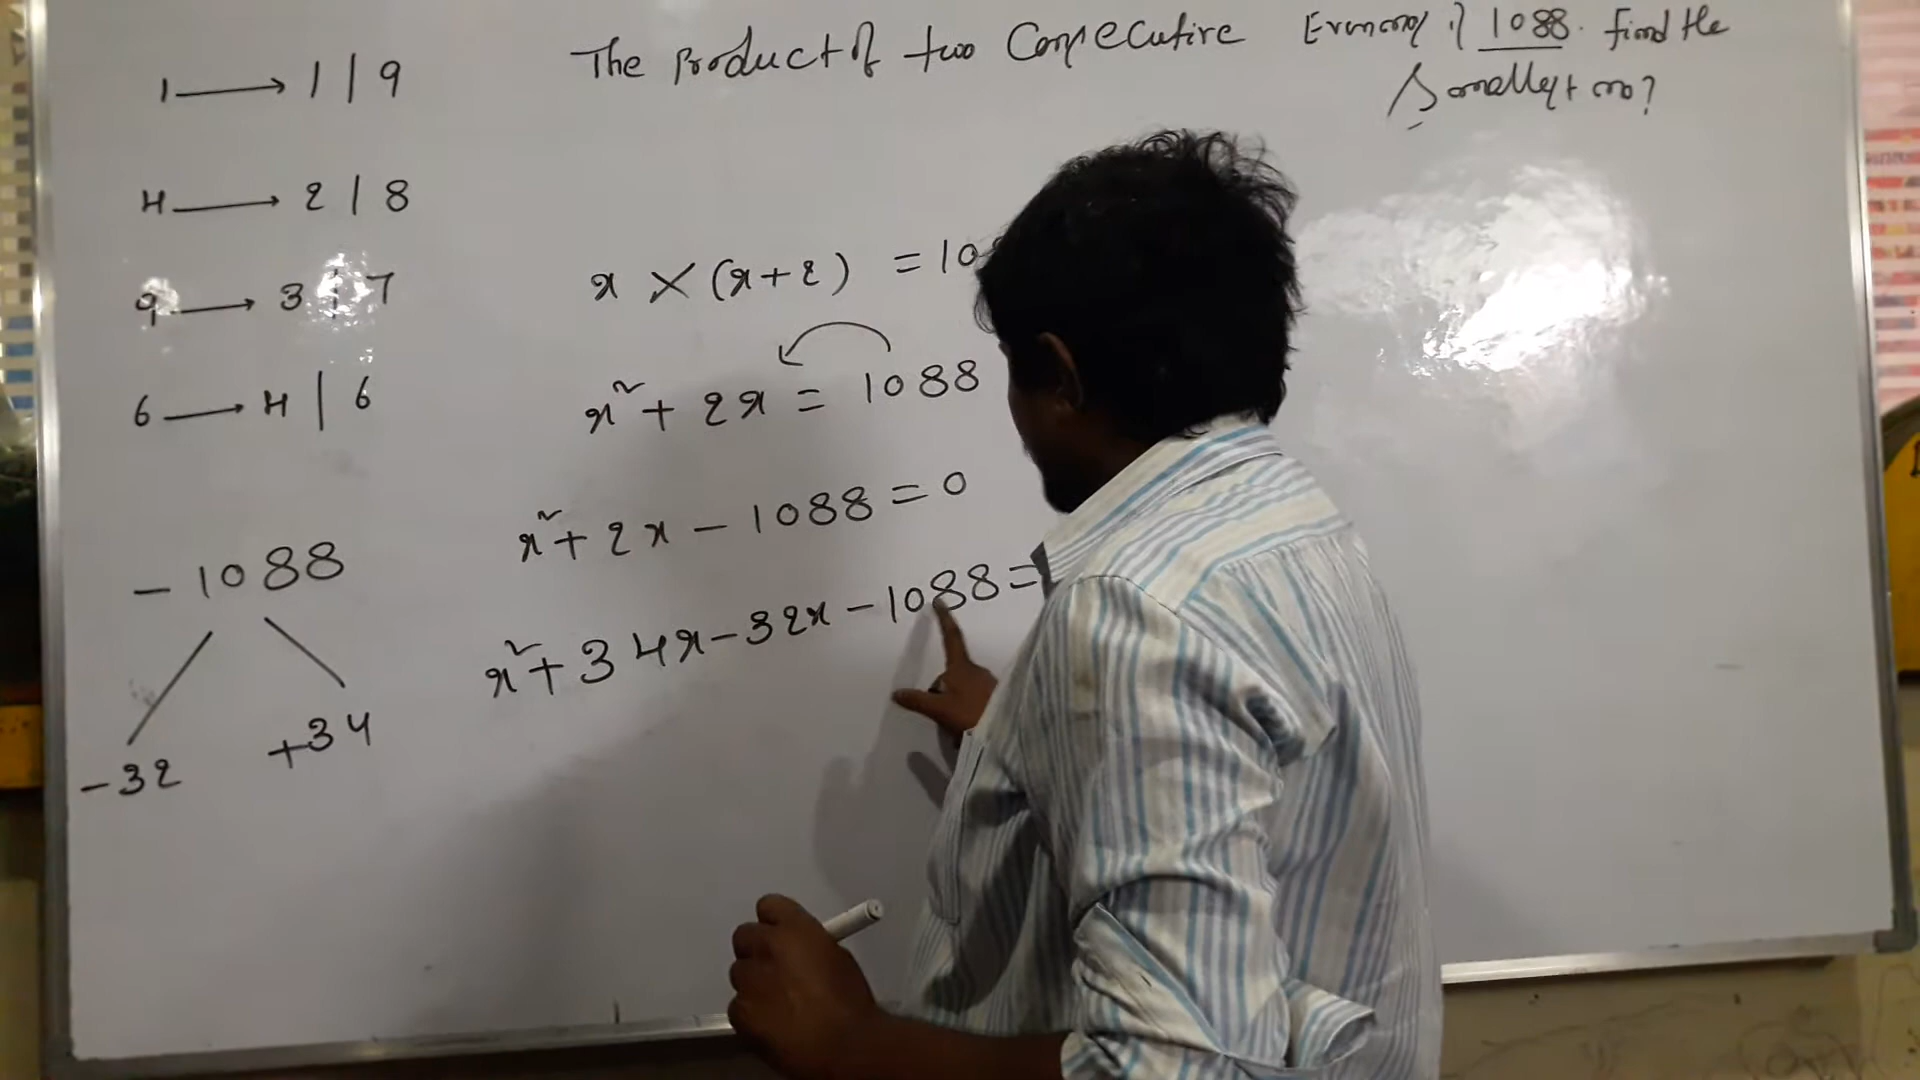 The Product of two Consecutive Even no's is 1088. find the
Smallest no?
1 → 1 | 9
4 → 2 | 8
9 → 3 | 7
6 → 4 | 6
x × (x+2) = 10
x² + 2x = 1088
x² + 2x - 1088 = 0
x² + 34x - 32x - 1088 =
- 1088
- 32 +34